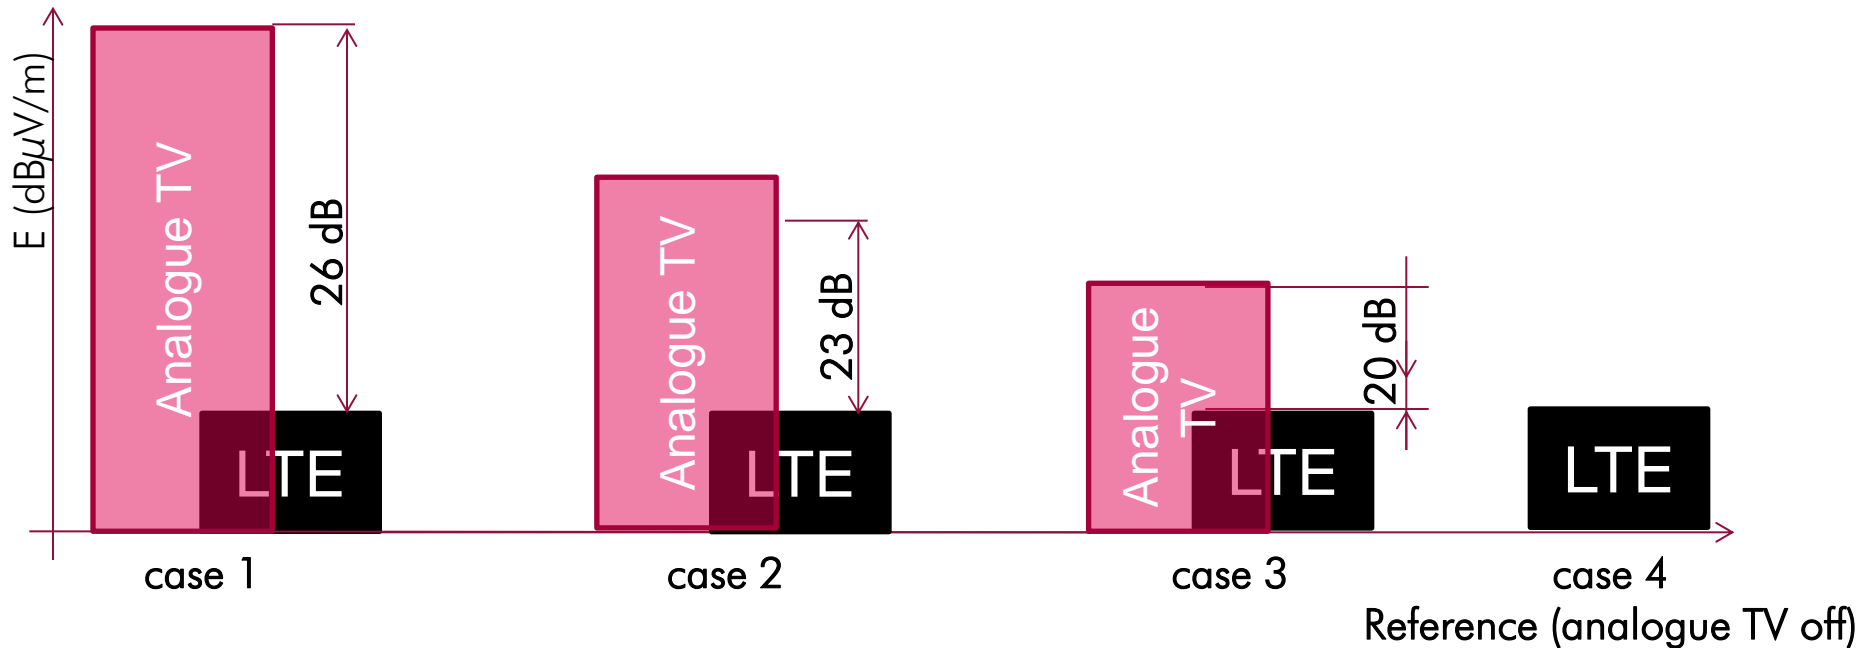 E (dBµV/m)
Analogue TV
26 dB
LTE
Analogue TV
23 dB
LTE
Analogue
TV
20 dB
LTE
LTE
case 1
case 2
case 3
case 4
Reference (analogue TV off)